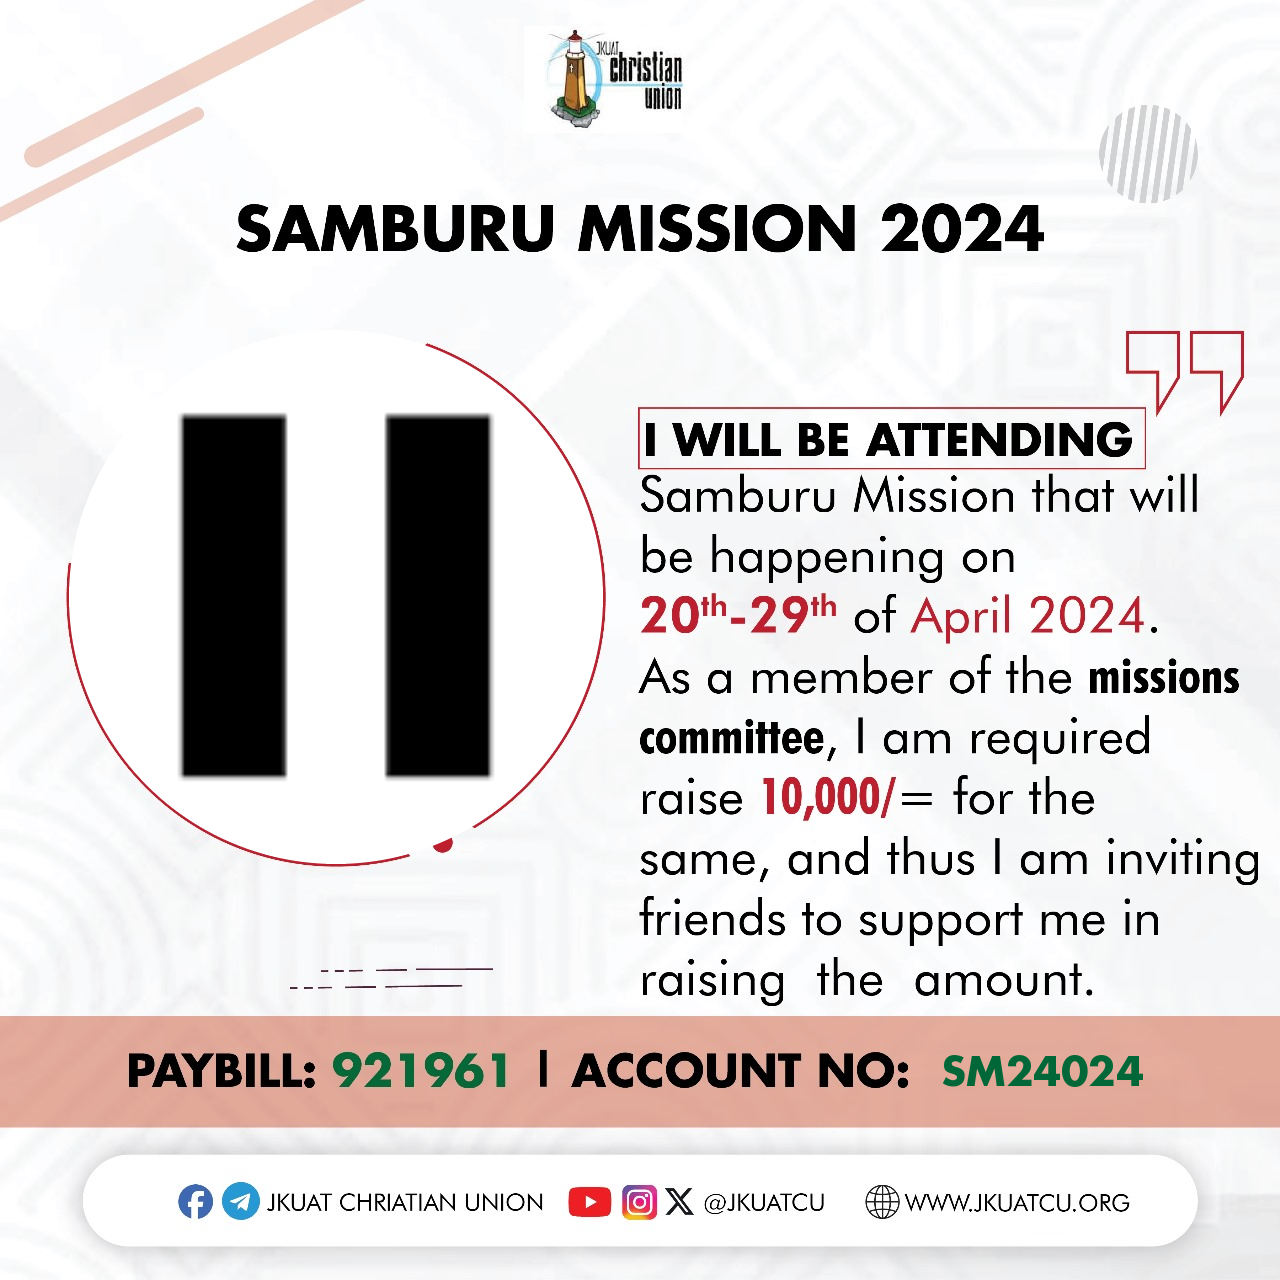 JKUAT
christian
union
SAMBURU MISSION 2024
I WILL BE ATTENDING
Samburu Mission that will
be happening on
20th-29th of April 2024.
As a member of the missions
committee, I am required
raise 10,000/= for the
same, and thus I am inviting
friends to support me in
raising the amount.
PAYBILL: 921961 | ACCOUNT NO: SM24024
JKUAT CHRIATIAN UNION @JKUATCU WWW.JKUATCU.ORG